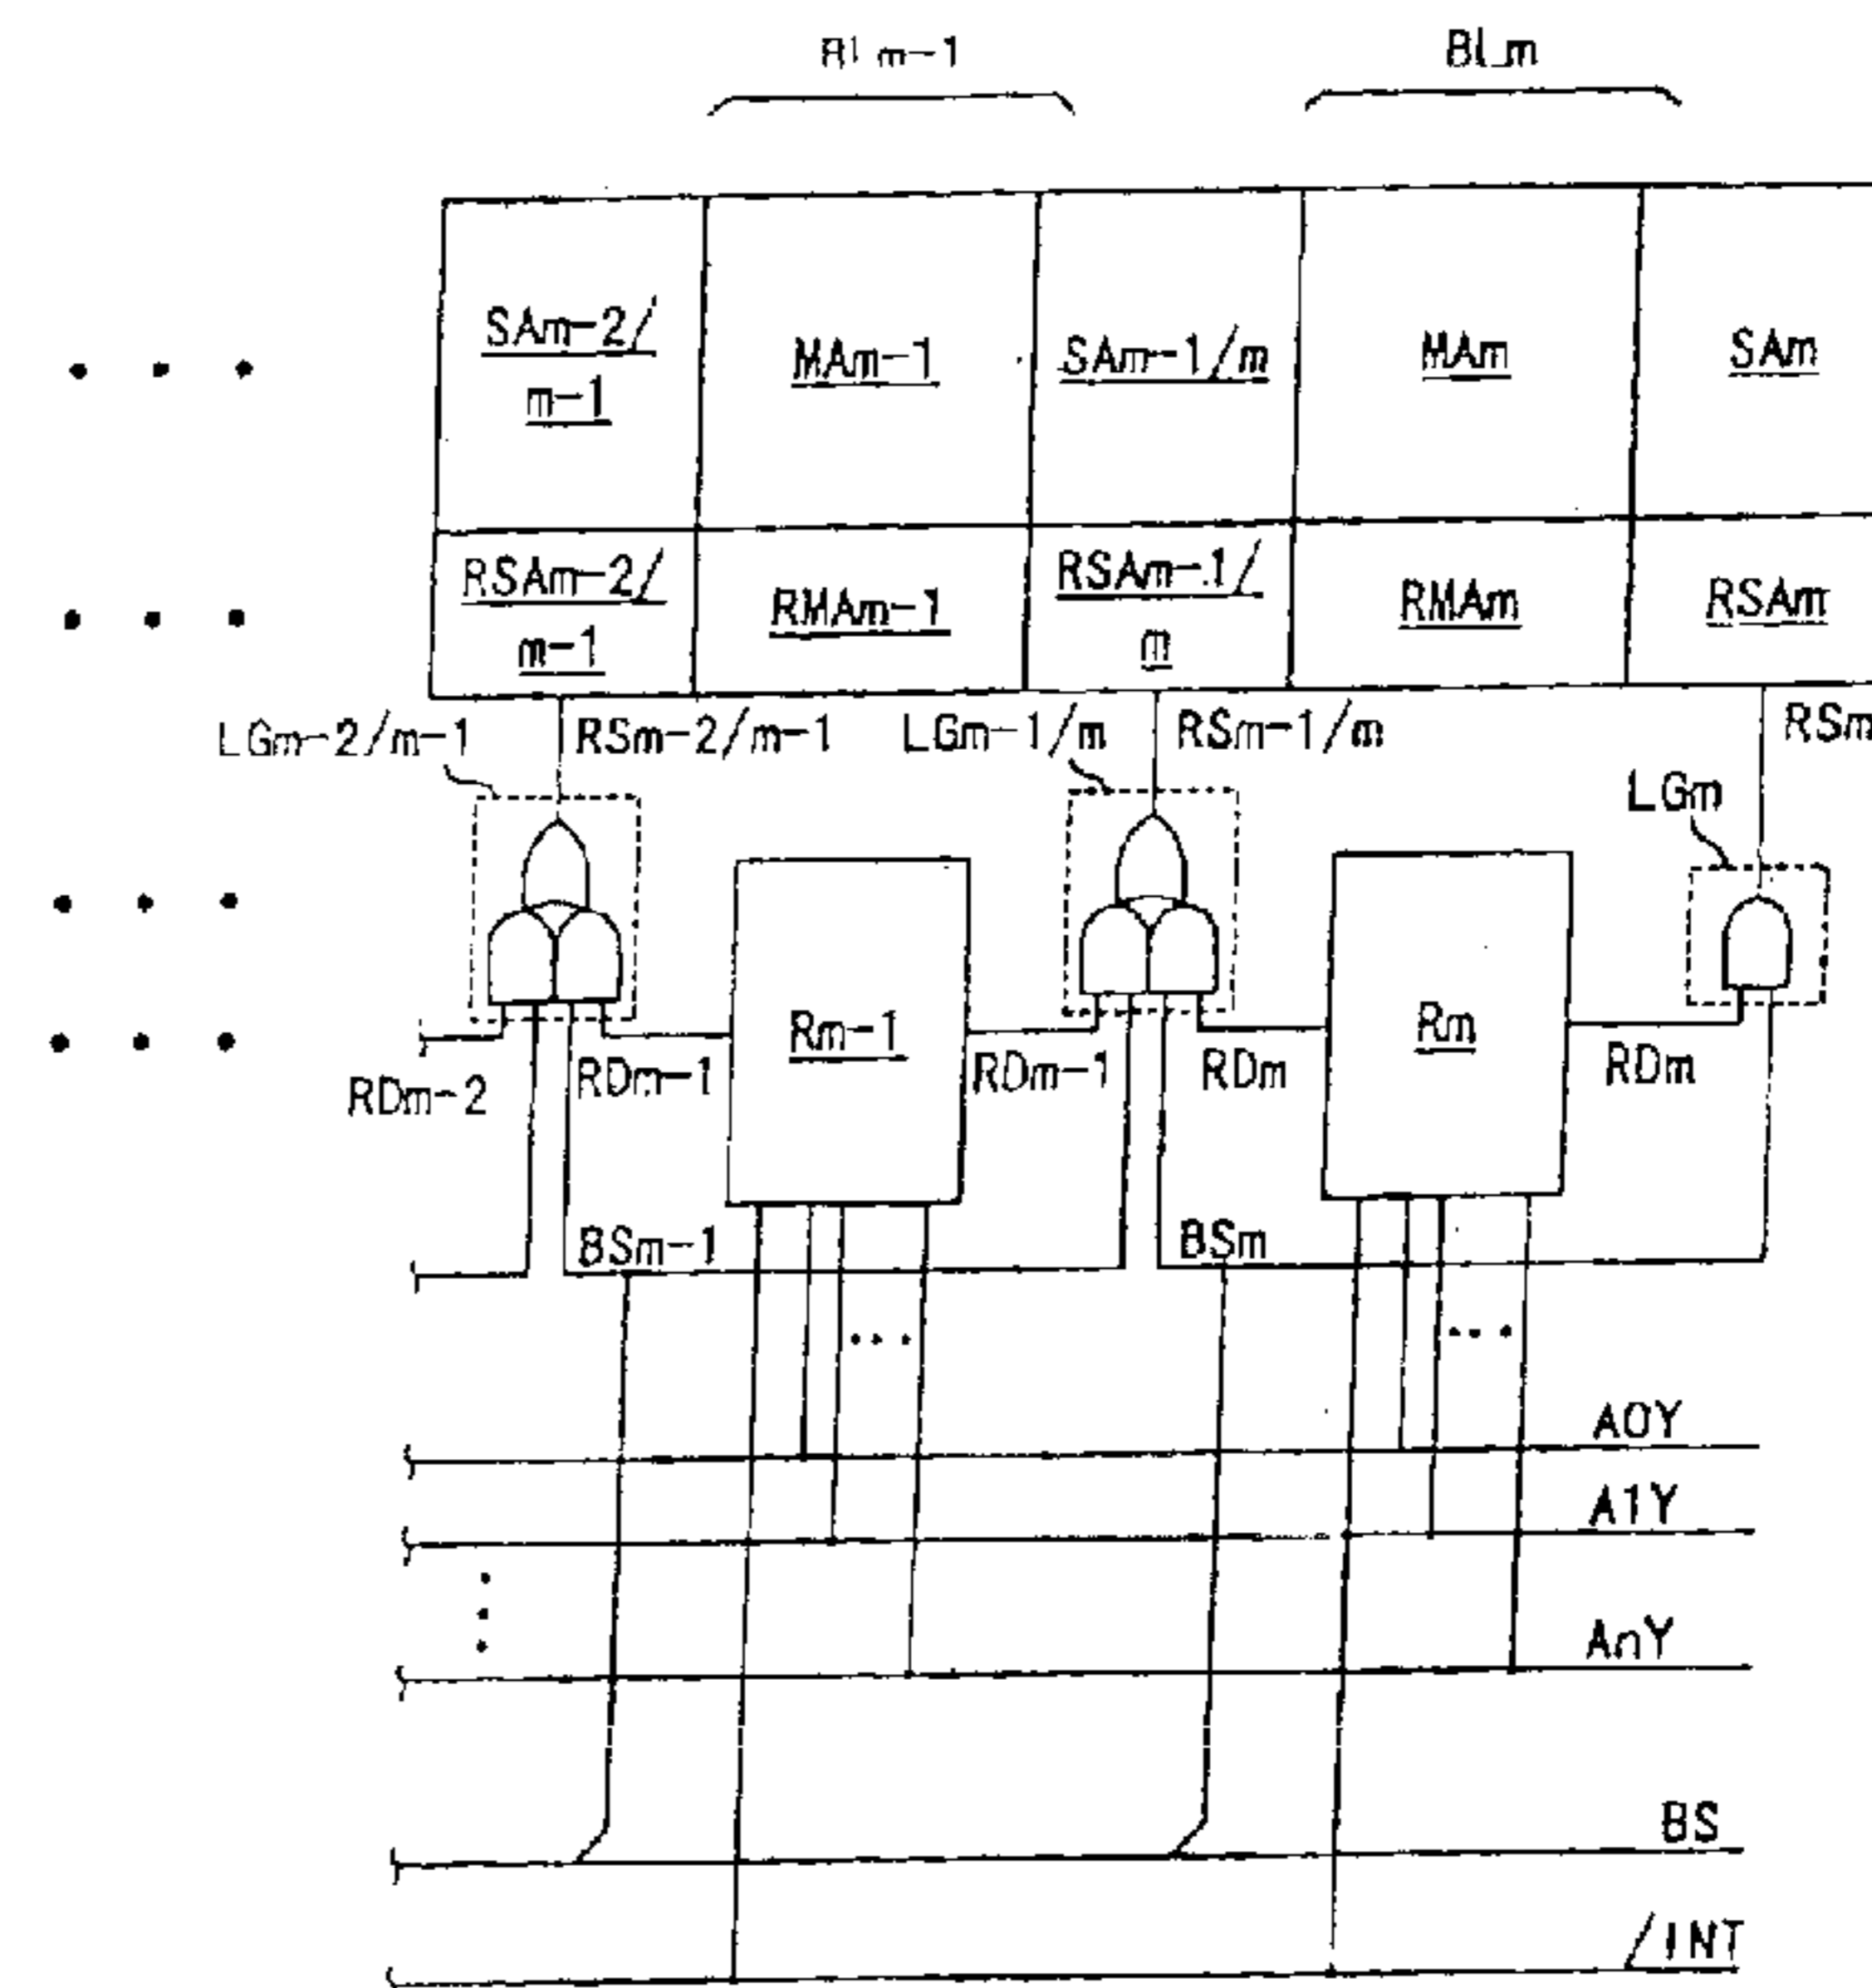 BLm-1
BLm
SAm-2/
m-1
MAm-1
SAm-1/m
MAm
SAm
RSAm-2/
m-1
RMAm-1
RSAm-1/
m
RMAm
RSAm
LGm-2/m-1
RSm-2/m-1
LGm-1/m
RSm-1/m
RSm
LGm
Rm-1
Rm
RDm-2
RDm-1
RDm-1
RDm
RDm
BSm-1
BSm
A0Y
A1Y
AnY
BS
/INT